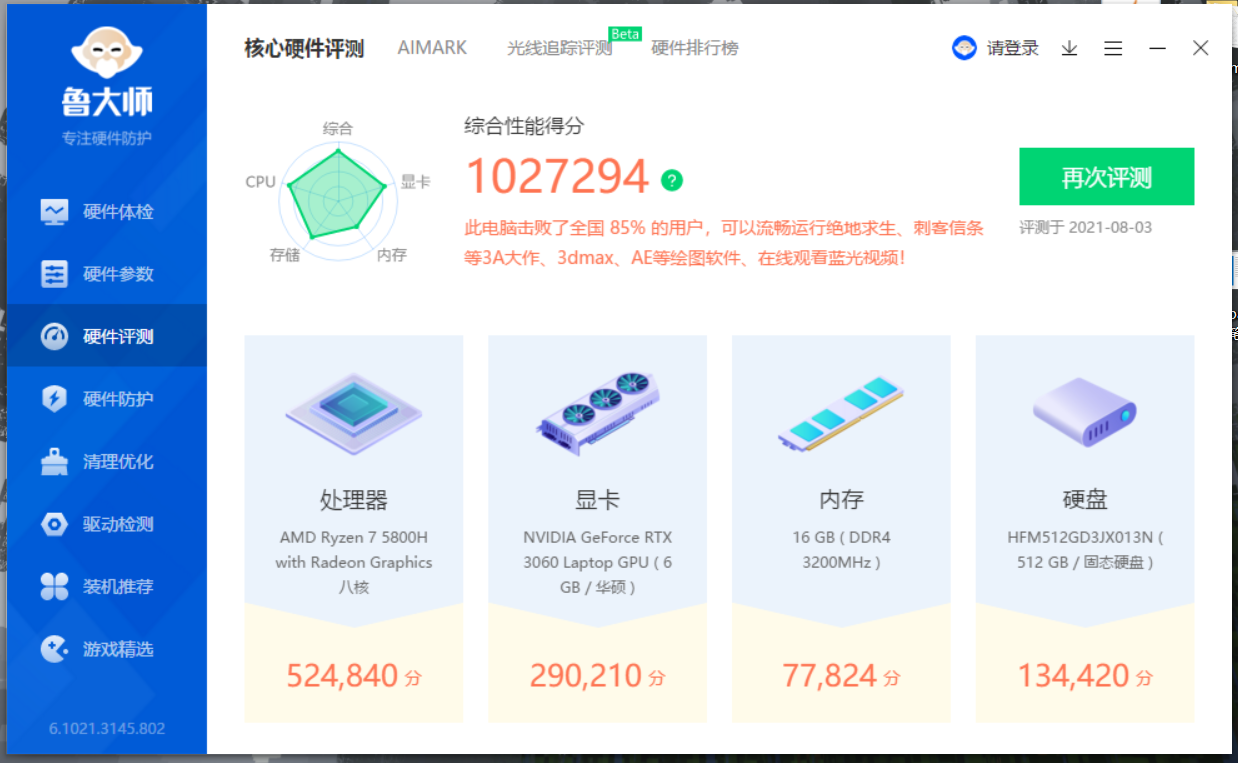 鲁大师
专注硬件防护
硬件体检
硬件参数
硬件评测
硬件防护
清理优化
驱动检测
装机推荐
游戏精选
6.1021.3145.802
核心硬件评测 AIMARK 光线追踪评测 Beta 硬件排行榜 请登录
综合
CPU
显卡
存储
内存
综合性能得分
1027294 ?
此电脑击败了全国 85% 的用户，可以流畅运行绝地求生、刺客信条
等3A大作、3dmax、AE等绘图软件、在线观看蓝光视频！
再次评测
评测于 2021-08-03
处理器
AMD Ryzen 7 5800H
with Radeon Graphics
八核
524,840 分
显卡
NVIDIA GeForce RTX
3060 Laptop GPU ( 6
GB / 华硕 )
290,210 分
内存
16 GB ( DDR4
3200MHz )
77,824 分
硬盘
HFM512GD3JX013N (
512 GB / 固态硬盘 )
134,420 分